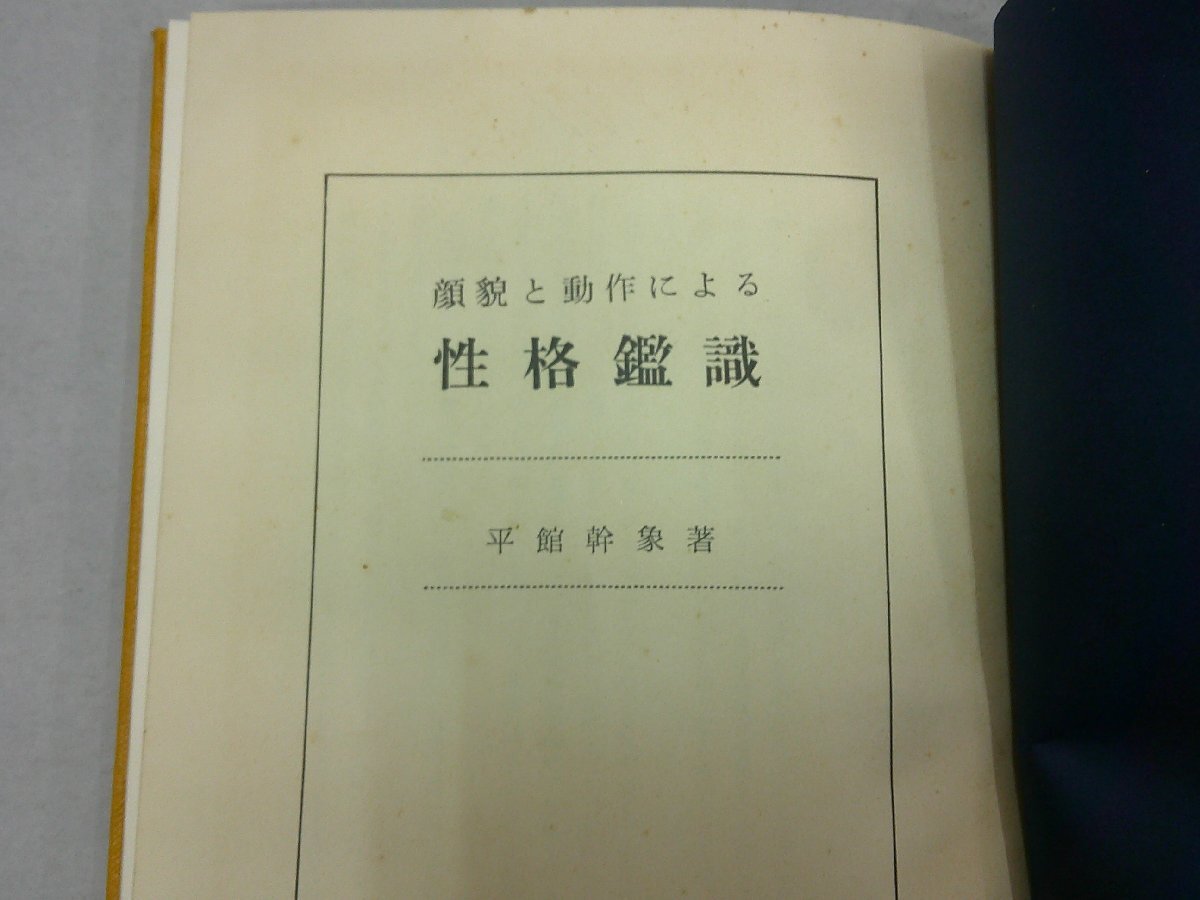 顔貌と動作による
性格鑑識
平館幹象著